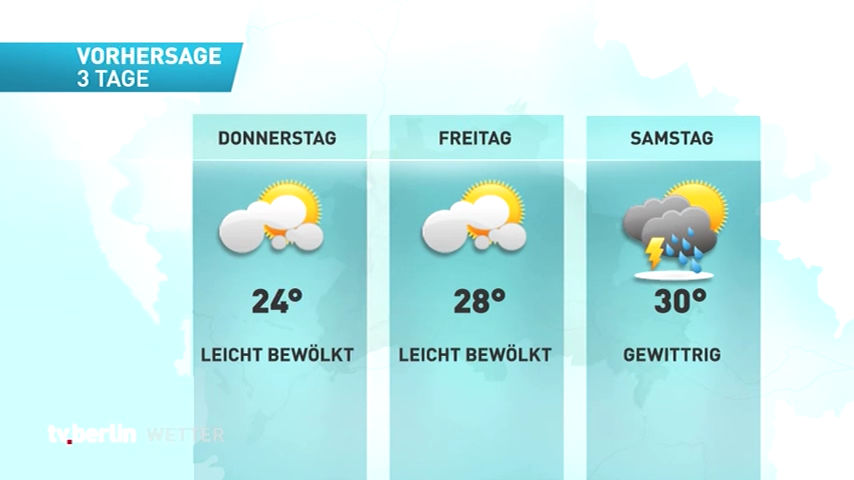 VORHERSAGE
3 TAGE
DONNERSTAG
FREITAG
SAMSTAG
24°
28°
30°
LEICHT BEWÖLKT
LEICHT BEWÖLKT
GEWITTRIG
tv.berlin WETTER